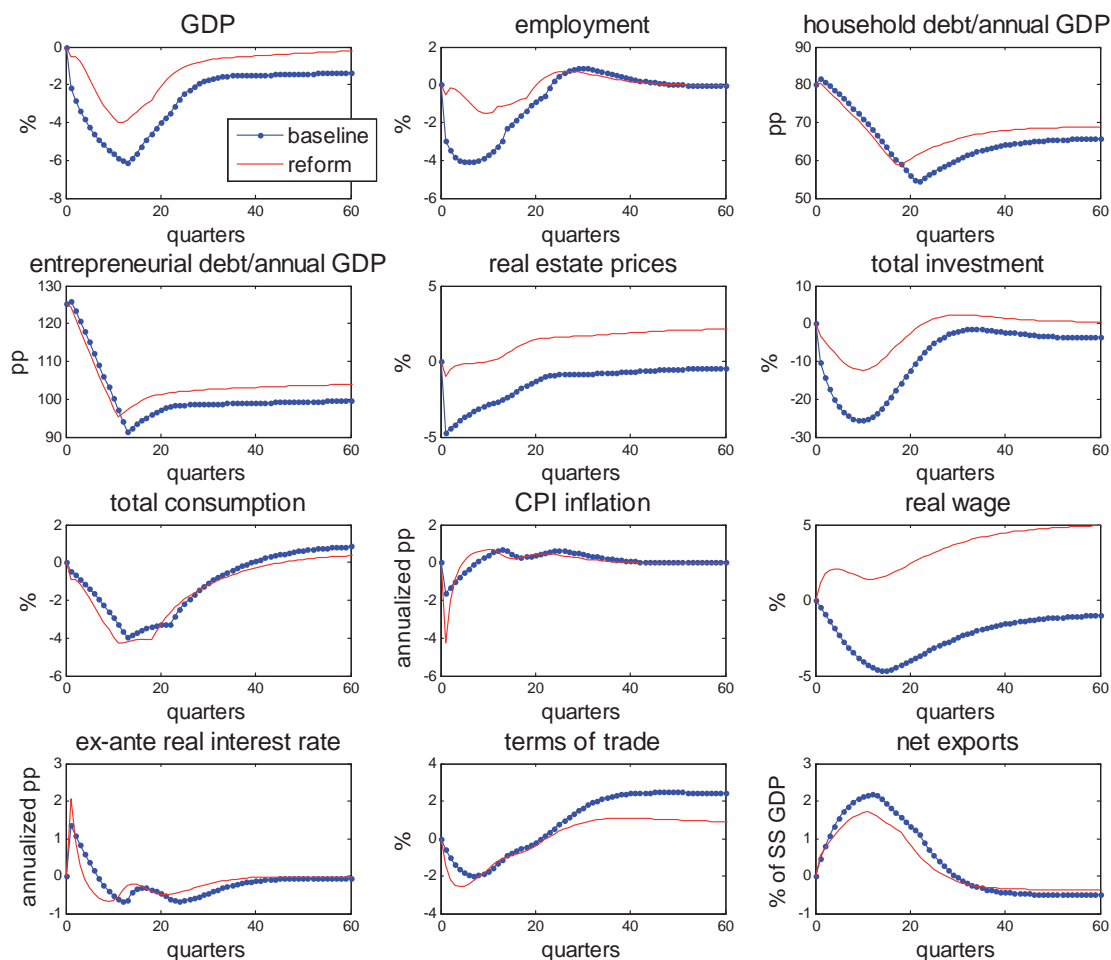 GDP
employment
household debt/annual GDP
0
-2
-4
-6
-8
%
baseline
reform
0 20 40 60
quarters
2
0
-2
-4
-6
%
0 20 40 60
quarters
90
80
70
60
50
pp
0 20 40 60
quarters
entrepreneurial debt/annual GDP
real estate prices
total investment
130
120
110
100
90
pp
0 20 40 60
quarters
5
0
-5
%
0 20 40 60
quarters
10
0
-10
-20
-30
%
0 20 40 60
quarters
total consumption
CPI inflation
real wage
2
0
-2
-4
-6
%
0 20 40 60
quarters
2
0
-2
-4
-6
annualized pp
0 20 40 60
quarters
5
0
-5
%
0 20 40 60
quarters
ex-ante real interest rate
terms of trade
net exports
3
2
1
0
-1
annualized pp
0 20 40 60
quarters
4
2
0
-2
-4
%
0 20 40 60
quarters
3
2
1
0
-1
% of SS GDP
0 20 40 60
quarters